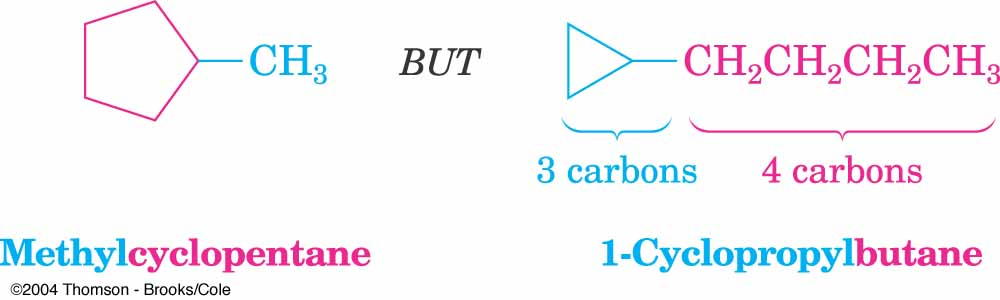 CH₃ BUT CH₂CH₂CH₂CH₃
3 carbons 4 carbons
Methylcyclopentane 1-Cyclopropylbutane
©2004 Thomson - Brooks/Cole